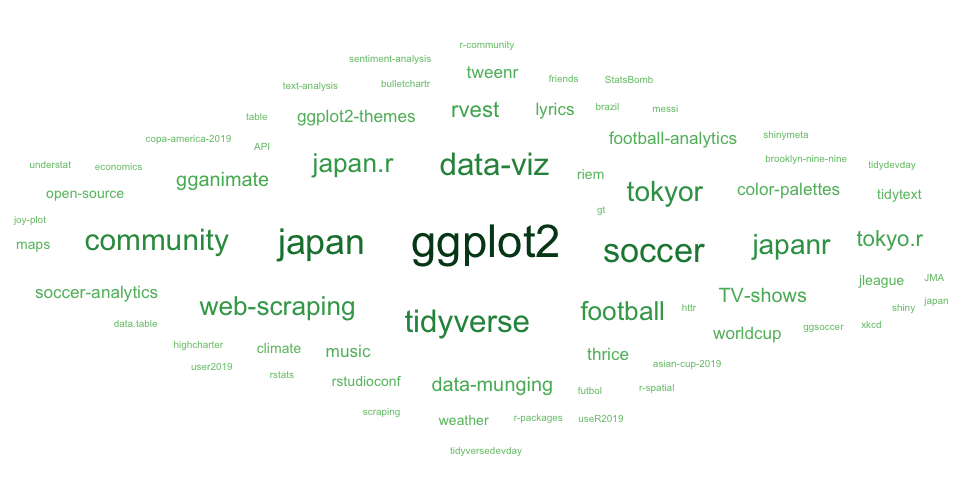 r-community
sentiment-analysis
tweenr
friends
StatsBomb
text-analysis
bulletchartr
table
ggplot2-themes
rvest
lyrics
brazil
messi
copa-america-2019
API
football-analytics
shinymeta
understat
economics
japan.r
data-viz
brooklyn-nine-nine
tidydevday
open-source
gganimate
riem
tokyor
color-palettes
tidytext
joy-plot
gt
maps
community
japan
ggplot2
soccer
japanr
tokyo.r
soccer-analytics
jleague
JMA
web-scraping
football
httr
TV-shows
shiny
japan
data.table
tidyverse
worldcup
ggsoccer
xkcd
highcharter
climate
music
thrice
user2019
rstats
rstudioconf
data-munging
asian-cup-2019
futbol
r-spatial
scraping
weather
r-packages
useR2019
tidyversedevday